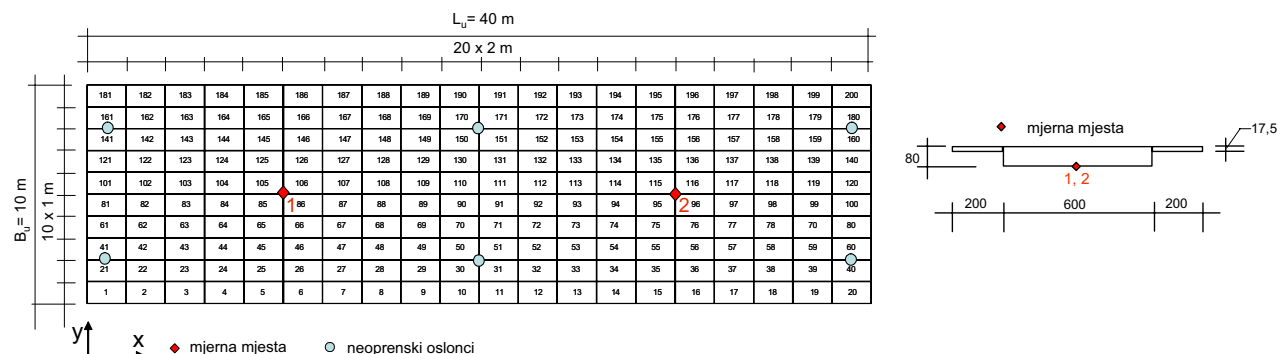 Lu= 40 m
20 x 2 m
Bu= 10 m
10 x 1 m
181 182 183 184 185 186 187 188 189 190 191 192 193 194 195 196 197 198 199 200
161 162 163 164 165 166 167 168 169 170 171 172 173 174 175 176 177 178 179 180
141 142 143 144 145 146 147 148 149 150 151 152 153 154 155 156 157 158 159 160
121 122 123 124 125 126 127 128 129 130 131 132 133 134 135 136 137 138 139 140
101 102 103 104 105 106 107 108 109 110 111 112 113 114 115 116 117 118 119 120
81 82 83 84 85 86 87 88 89 90 91 92 93 94 95 96 97 98 99 100
1 2
61 62 63 64 65 66 67 68 69 70 71 72 73 74 75 76 77 78 79 80
41 42 43 44 45 46 47 48 49 50 51 52 53 54 55 56 57 58 59 60
21 22 23 24 25 26 27 28 29 30 31 32 33 34 35 36 37 38 39 40
1 2 3 4 5 6 7 8 9 10 11 12 13 14 15 16 17 18 19 20
y
x
mjerna mjesta
neoprenski oslonci
mjerna mjesta
17,5
80
1, 2
200 600 200